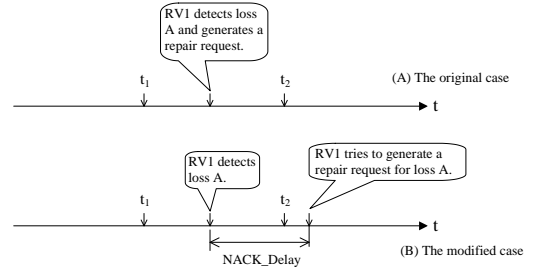 RV1 detects loss
A and generates a
repair request.
t1
t2
(A) The original case
t
RV1 detects
loss A.
RV1 tries to generate a
repair request for loss A.
t1
t2
t
NACK_Delay
(B) The modified case